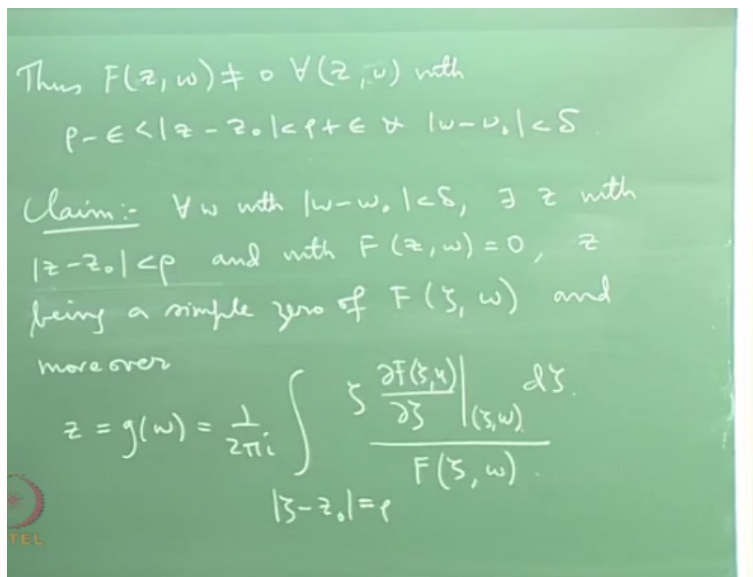 Thus F(z, w) ≠ 0 ∀ (z, w) with
ρ-ε < |z - z₀| < ρ+ε & |w-w₀| < δ.
Claim:- ∀ w with |w-w₀| < δ, ∃ z with
|z-z₀| < ρ and with F(z, w) = 0, z
being a simple zero of F(ζ, w) and
moreover
z = g(w) = 1/2πi ∫_{|ζ-z₀|=ρ} ζ ∂F(ζ,w)/∂ζ |_{(ζ,w)} dζ / F(ζ, w).
TEL